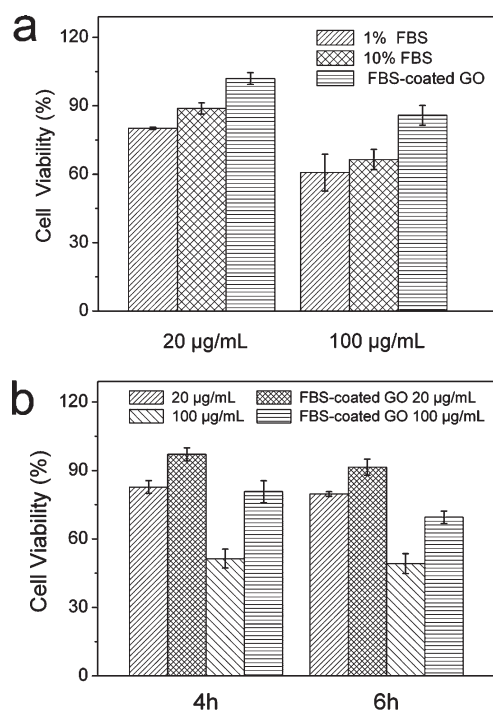 a
120
90
60
30
0
Cell Viability (%)
1% FBS
10% FBS
FBS-coated GO
20 µg/mL 100 µg/mL
b
120
90
60
30
0
Cell Viability (%)
20 µg/mL FBS-coated GO 20 µg/mL
100 µg/mL FBS-coated GO 100 µg/mL
4h 6h